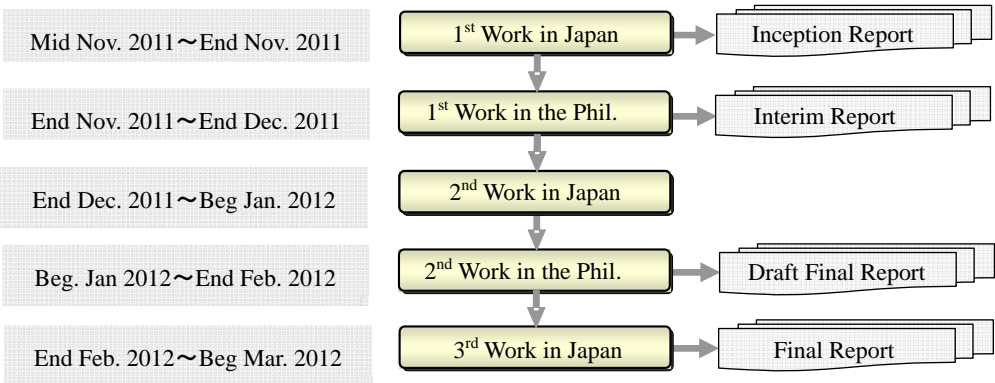 Mid Nov. 2011～End Nov. 2011
1st Work in Japan
Inception Report
End Nov. 2011～End Dec. 2011
1st Work in the Phil.
Interim Report
End Dec. 2011～Beg Jan. 2012
2nd Work in Japan
Beg. Jan 2012～End Feb. 2012
2nd Work in the Phil.
Draft Final Report
End Feb. 2012～Beg Mar. 2012
3rd Work in Japan
Final Report